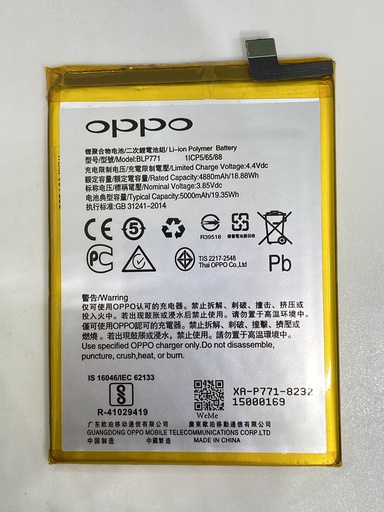 oppo
锂聚合物电池/二次鋰電池組/Li-ion Polymer Battery
型号/型號/Model:BLP771 1ICP5/65/88
充电限制电压/充電限制電壓/Limited Charge Voltage:4.4Vdc
额定容量/額定容量/Rated Capacity:4880mAh/18.88Wh
标称电压/標稱電壓/Nominal Voltage:3.85Vdc
电池典型容量/Typical Capacity:5000mAh/19.35Wh
执行标准:GB 31241-2014
CE 5 R39518
PC TIS 2217-2548
Thai OPPO Co.,Ltd
Pb
警告/Warring
仅可使用OPPO认可的充电器。禁止拆解、刺破、撞击、挤压或投入火中。若出现鼓胀或浸水后禁止使用。请勿置于高温环境中。
僅可使用OPPO認可的充電器。禁止拆解、刺破、撞擊、擠壓或燃燒。若出現鼓脹或浸水后禁止使用。請勿放置于高溫環境中。
Use specified OPPO charger only.Do not disassemble,
puncture,crush,heat,or burn.
IS 16046/IEC 62133
R-41029419
WeMe
XA-P771-8232
15000169
广东欧珀移动通信有限公司 廣東歐珀移動通信有限公司
GUANGDONG OPPO MOBILE TELECOMMUNICATIONS CORP.LTD
中国制造 中國製造 MADE IN CHINA